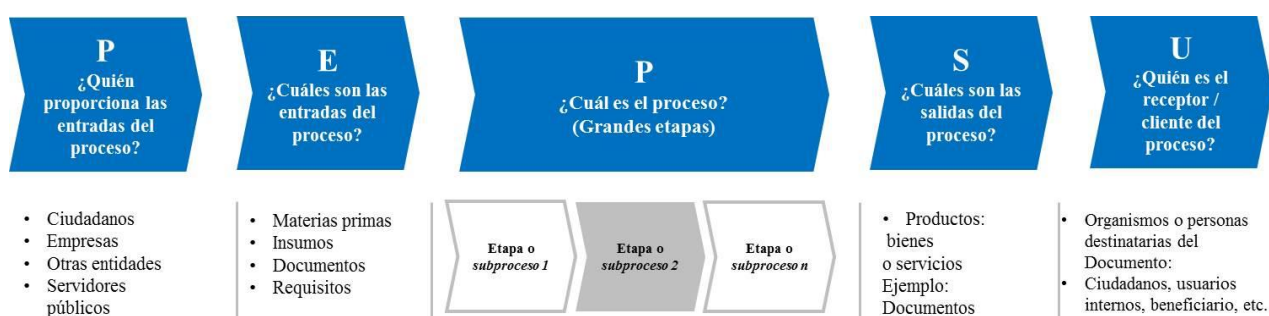 P
¿Quién
proporciona las
entradas del
proceso?
E
¿Cuáles son las
entradas del
proceso?
P
¿Cuál es el proceso?
(Grandes etapas)
S
¿Cuáles son las
salidas del
proceso?
U
¿Quién es el
receptor /
cliente del
proceso?
• Ciudadanos
• Empresas
• Otras entidades
• Servidores
públicos
• Materias primas
• Insumos
• Documentos
• Requisitos
Etapa o
subproceso 1
Etapa o
subproceso 2
Etapa o
subproceso n
• Productos:
bienes
o servicios
Ejemplo:
Documentos
• Organismos o personas
destinatarias del
Documento:
• Ciudadanos, usuarios
internos, beneficiario, etc.